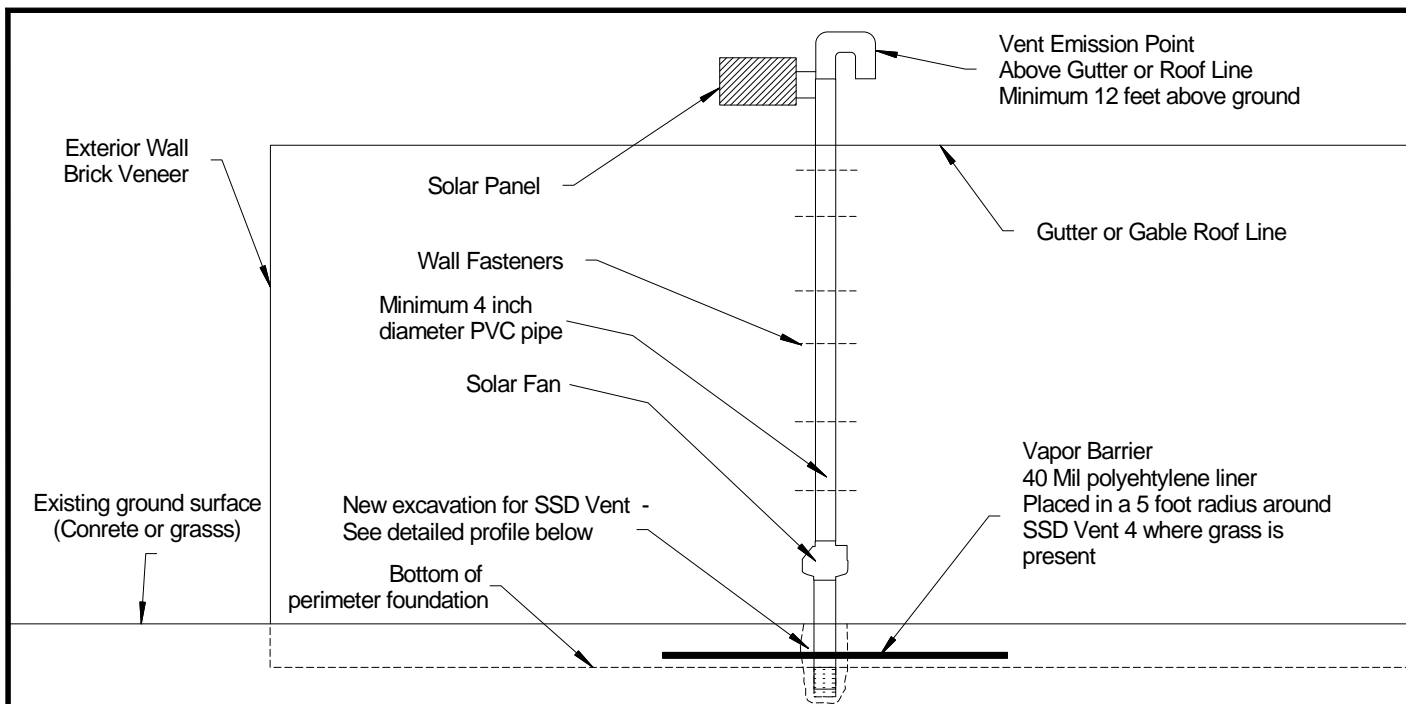 Vent Emission Point
Above Gutter or Roof Line
Minimum 12 feet above ground
Exterior Wall
Brick Veneer
Solar Panel
Gutter or Gable Roof Line
Wall Fasteners
Minimum 4 inch
diameter PVC pipe
Solar Fan
Vapor Barrier
40 Mil polyehtylene liner
Placed in a 5 foot radius around
SSD Vent 4 where grass is
present
Existing ground surface
(Conrete or grasss)
New excavation for SSD Vent -
See detailed profile below
Bottom of
perimeter foundation